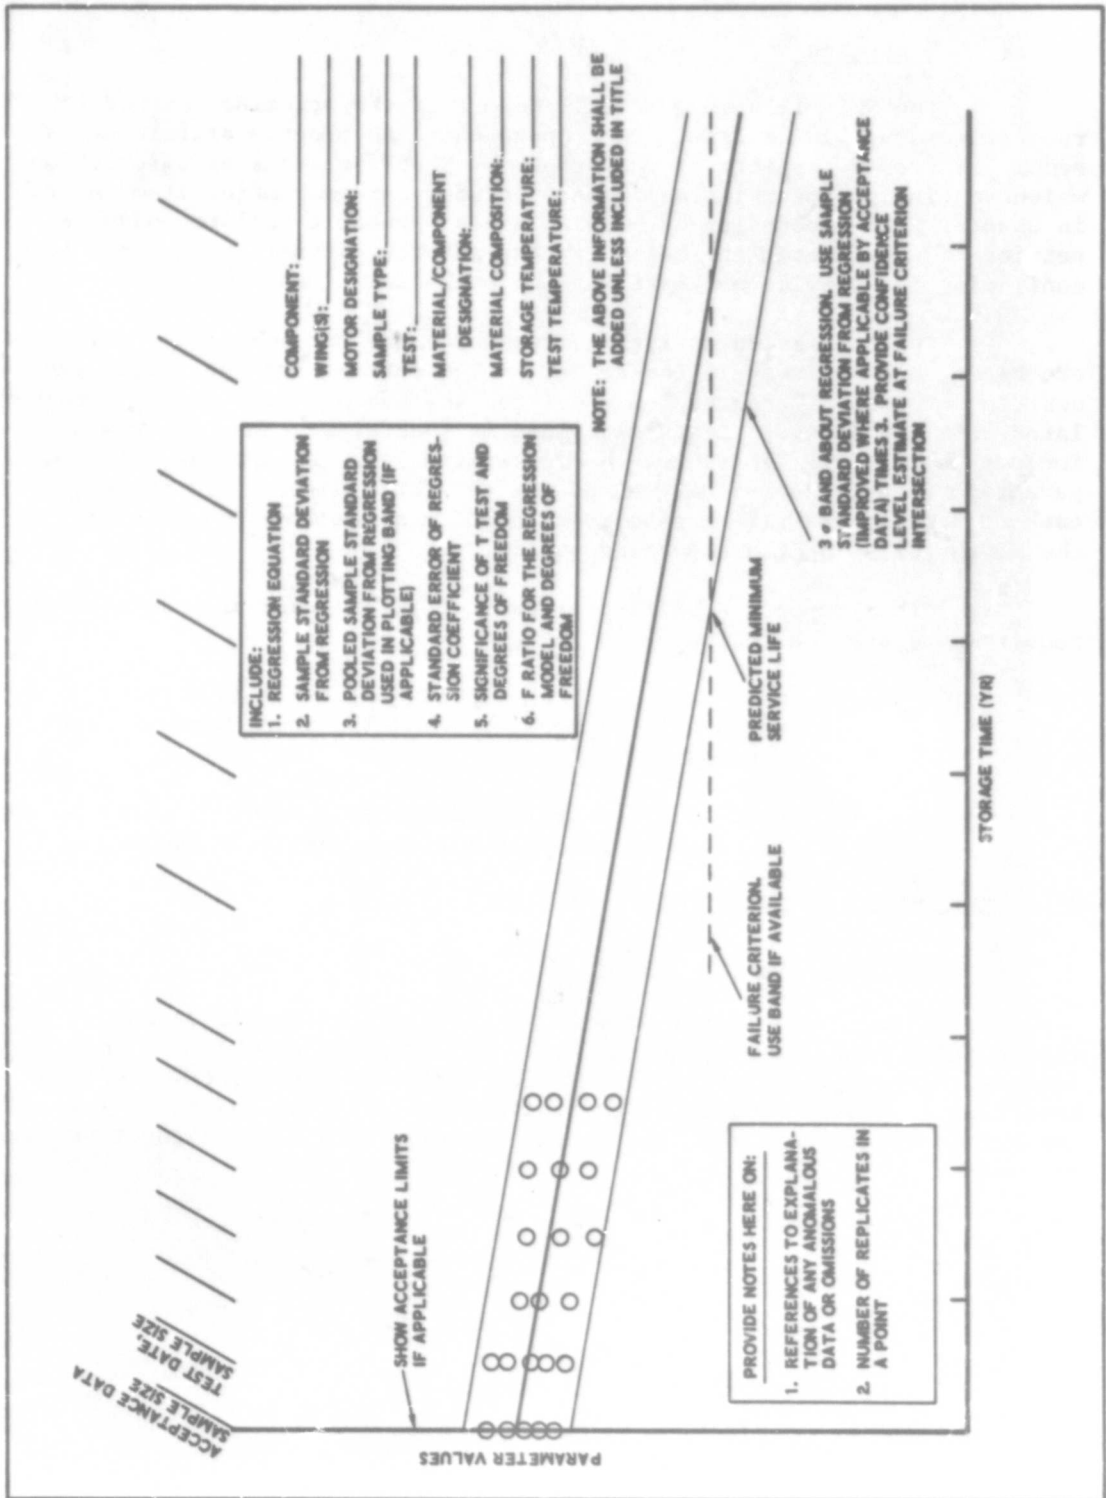 ACCEPTANCE DATA
SAMPLE SIZE
TEST DATE,
SAMPLE SIZE
SHOW ACCEPTANCE LIMITS
IF APPLICABLE
PARAMETER VALUES
INCLUDE:
1. REGRESSION EQUATION
2. SAMPLE STANDARD DEVIATION
FROM REGRESSION
3. POOLED SAMPLE STANDARD
DEVIATION FROM REGRESSION
USED IN PLOTTING BAND (IF
APPLICABLE)
4. STANDARD ERROR OF REGRES-
SION COEFFICIENT
5. SIGNIFICANCE OF T TEST AND
DEGREES OF FREEDOM
6. F RATIO FOR THE REGRESSION
MODEL AND DEGREES OF
FREEDOM
COMPONENT:
WING(S):
MOTOR DESIGNATION:
SAMPLE TYPE:
TEST:
MATERIAL/COMPONENT
DESIGNATION:
MATERIAL COMPOSITION:
STORAGE TEMPERATURE:
TEST TEMPERATURE:
NOTE: THE ABOVE INFORMATION SHALL BE
ADDED UNLESS INCLUDED IN TITLE
PROVIDE NOTES HERE ON:
1. REFERENCES TO EXPLANA-
TION OF ANY ANOMALOUS
DATA OR OMISSIONS
2. NUMBER OF REPLICATES IN
A POINT
FAILURE CRITERION.
USE BAND IF AVAILABLE
PREDICTED MINIMUM
SERVICE LIFE
3 σ BAND ABOUT REGRESSION. USE SAMPLE
STANDARD DEVIATION FROM REGRESSION
(IMPROVED WHERE APPLICABLE BY ACCEPTANCE
DATA) TIMES 3. PROVIDE CONFIDENCE
LEVEL ESTIMATE AT FAILURE CRITERION
INTERSECTION
STORAGE TIME (YR)